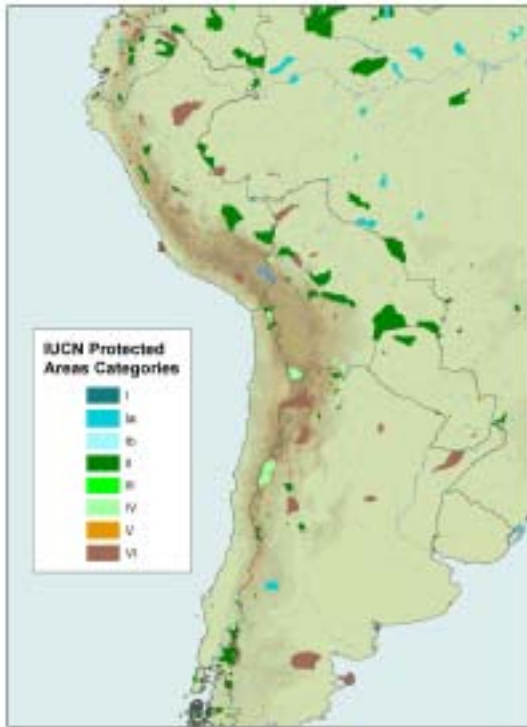 IUCN Protected
Areas Categories
I
Ia
Ib
II
III
IV
V
VI